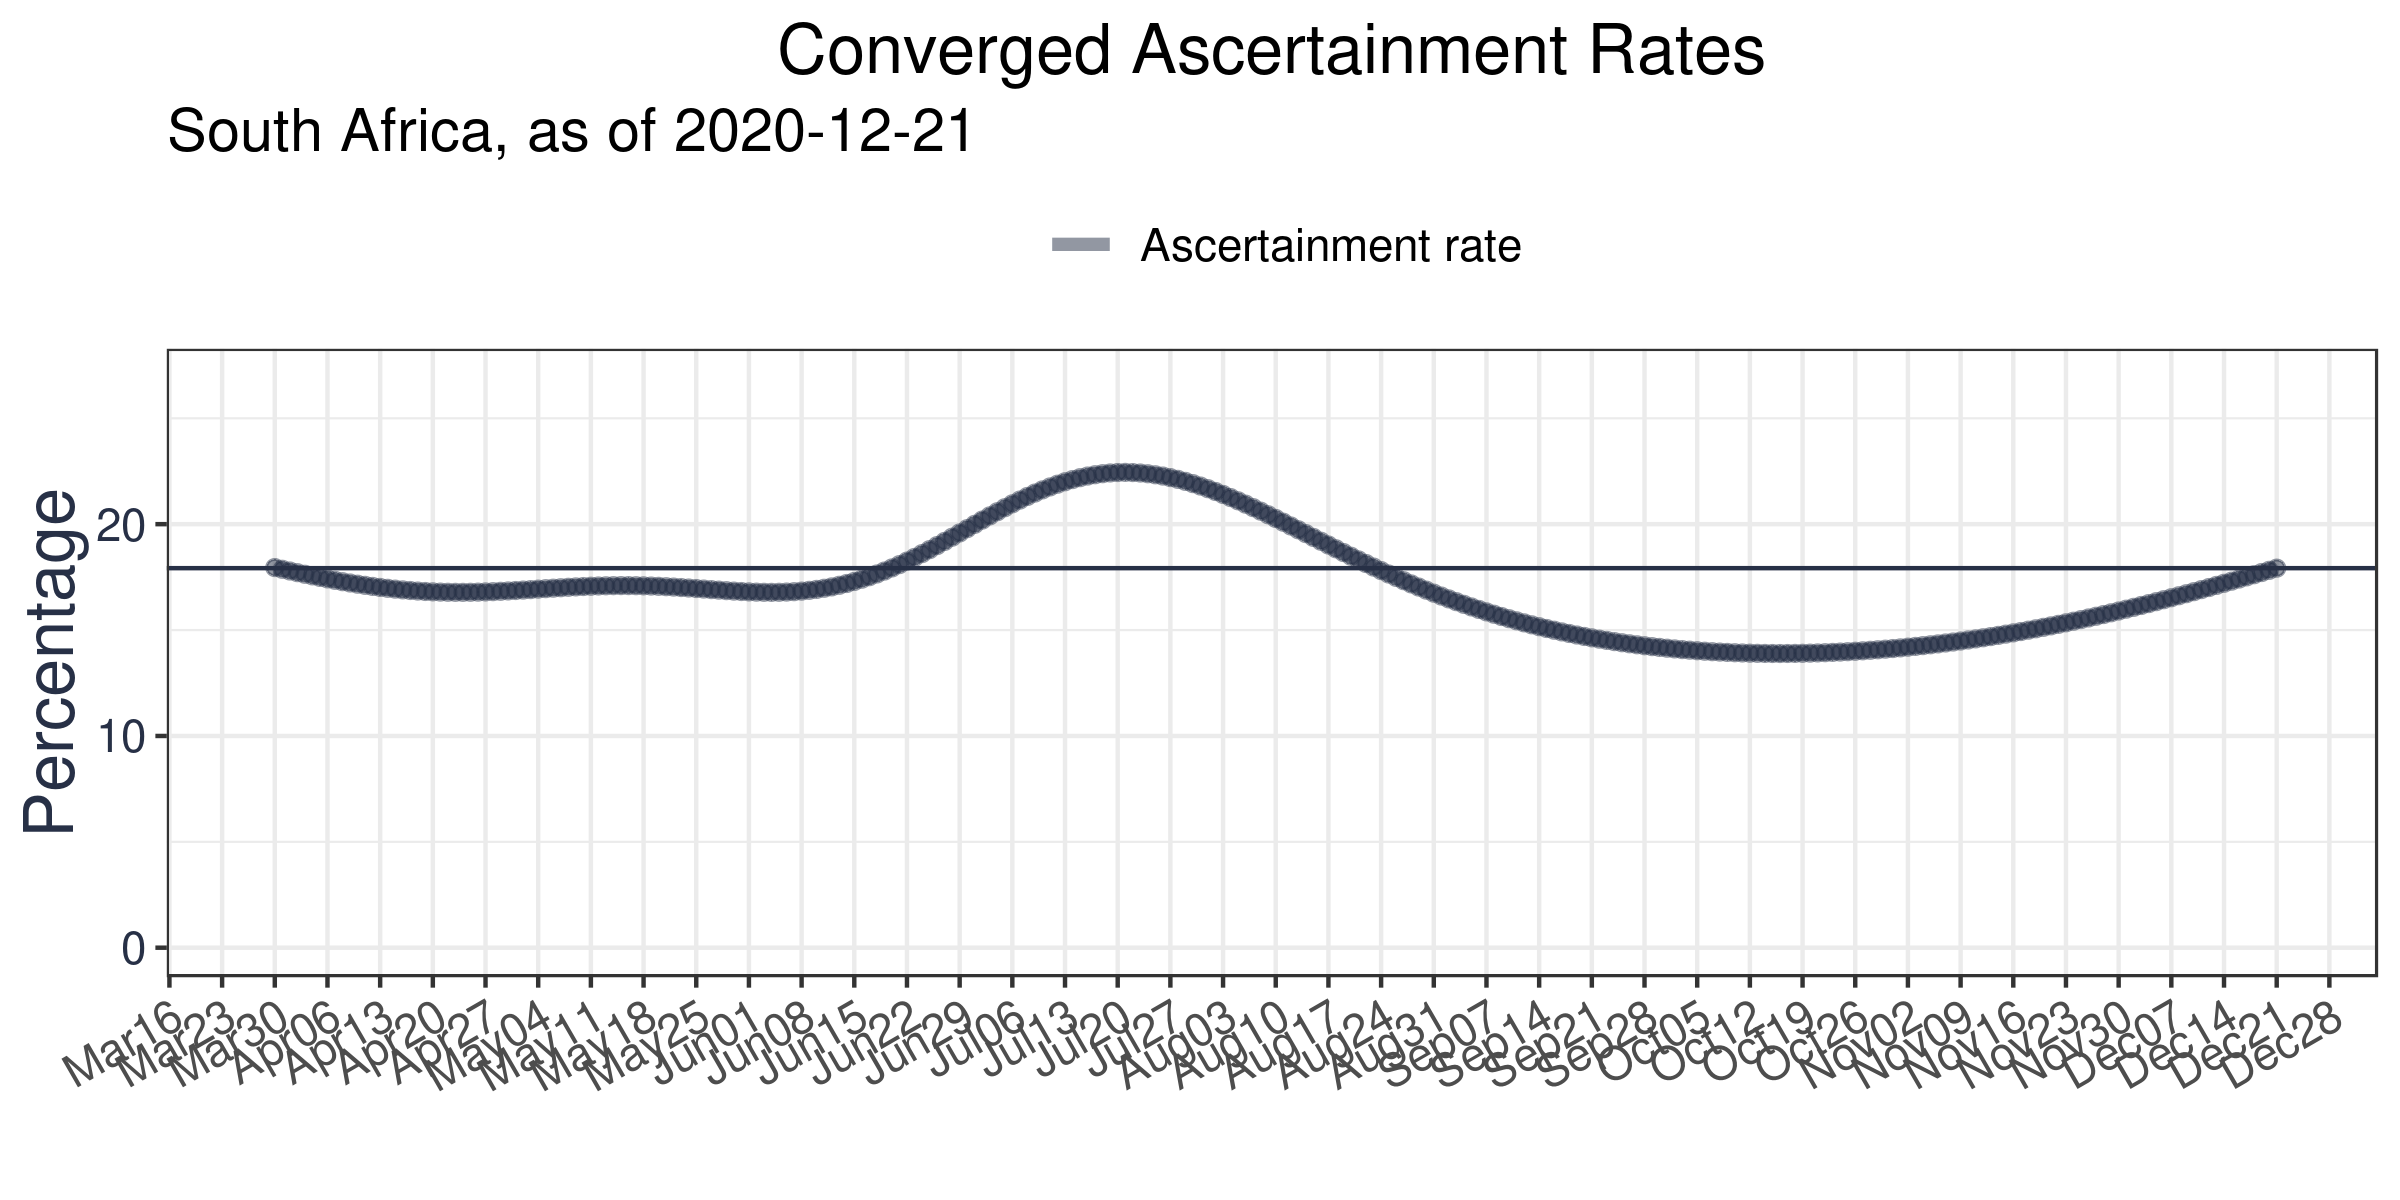 Converged Ascertainment Rates
South Africa, as of 2020-12-21
Ascertainment rate
Percentage
20
10
0
Mar16
Mar23
Mar30
Apr06
Apr13
Apr20
Apr27
May04
May11
May18
May25
Jun01
Jun08
Jun15
Jun22
Jun29
Jul06
Jul13
Jul20
Jul27
Aug03
Aug10
Aug17
Aug24
Aug31
Sep07
Sep14
Sep21
Sep28
Oct05
Oct12
Oct19
Oct26
Nov02
Nov09
Nov16
Nov23
Nov30
Dec07
Dec14
Dec21
Dec28